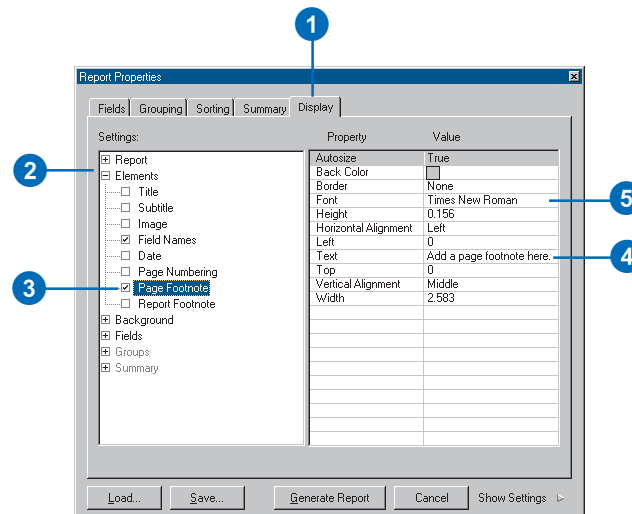 1
Report Properties
Fields Grouping Sorting Summary Display
Settings:
Property Value
2
Report
Elements
Title
Subtitle
Image
Field Names
Date
Page Numbering
3
Page Footnote
Report Footnote
Background
Fields
Groups
Summary
Autosize True
Back Color
Border None
Font Times New Roman
5
Height 0.156
Horizontal Alignment Left
Left 0
Text Add a page footnote here.
4
Top 0
Vertical Alignment Middle
Width 2.583
Load... Save... Generate Report Cancel Show Settings